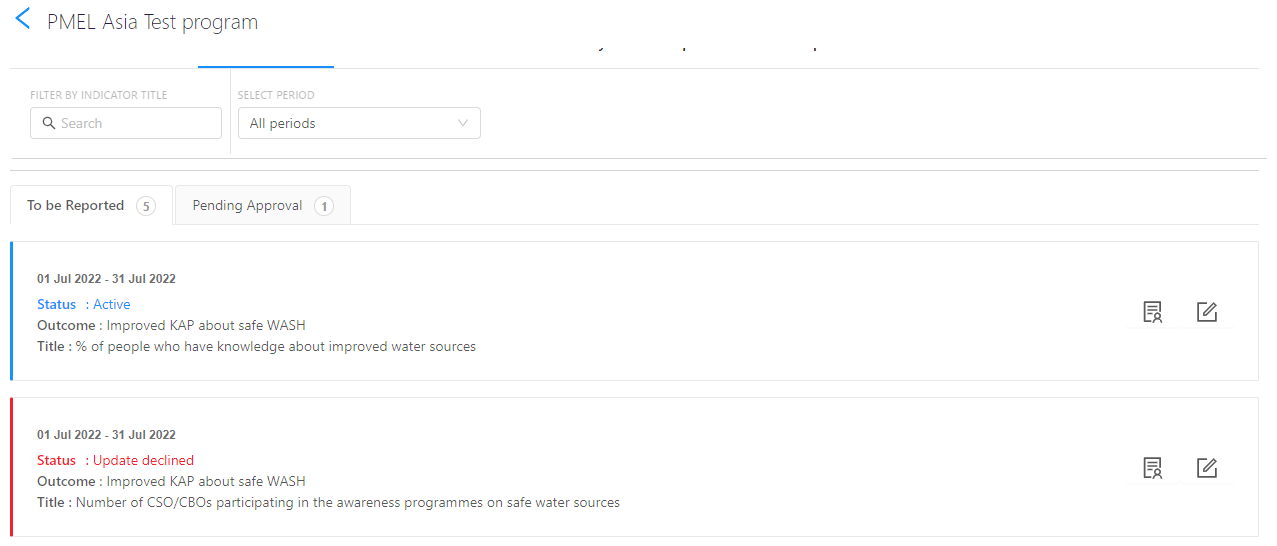 PMEL Asia Test program
FILTER BY INDICATOR TITLE
SELECT PERIOD
Search
All periods
To be Reported 5
Pending Approval 1
01 Jul 2022 - 31 Jul 2022
Status : Active
Outcome : Improved KAP about safe WASH
Title : % of people who have knowledge about improved water sources
01 Jul 2022 - 31 Jul 2022
Status : Update declined
Outcome : Improved KAP about safe WASH
Title : Number of CSO/CBOs participating in the awareness programmes on safe water sources